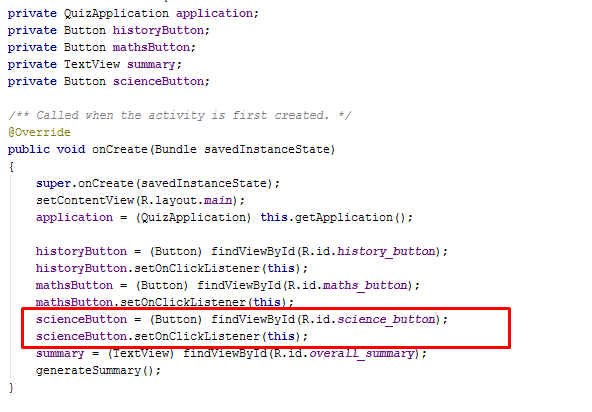 private QuizApplication application;
private Button historyButton;
private Button mathsButton;
private TextView summary;
private Button scienceButton;
/** Called when the activity is first created. */
@Override
public void onCreate(Bundle savedInstanceState)
{
super.onCreate(savedInstanceState);
setContentView(R.layout.main);
application = (QuizApplication) this.getApplication();
historyButton = (Button) findViewById(R.id.history_button);
historyButton.setOnClickListener(this);
mathsButton = (Button) findViewById(R.id.maths_button);
mathsButton.setOnClickListener(this);
scienceButton = (Button) findViewById(R.id.science_button);
scienceButton.setOnClickListener(this);
summary = (TextView) findViewById(R.id.overall_summary);
generateSummary();
}